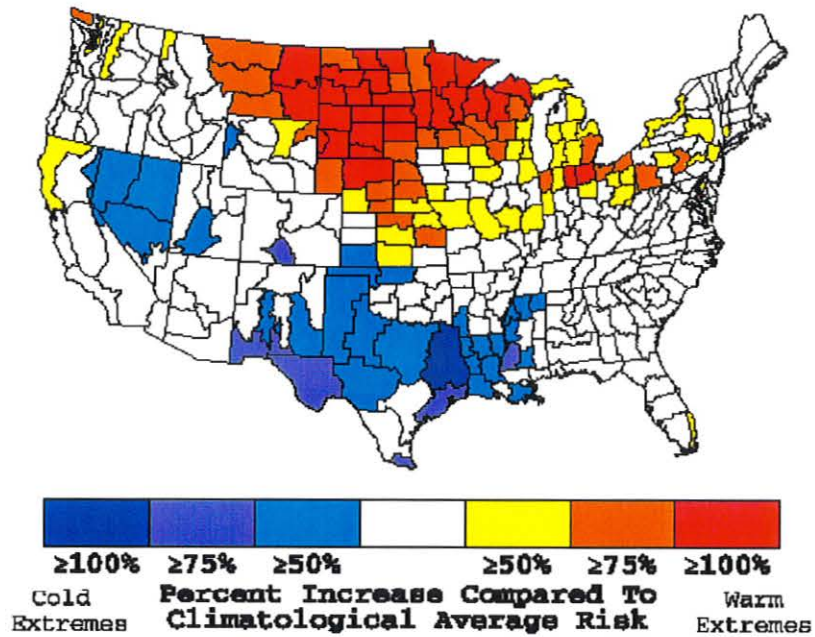 ≥100% ≥75% ≥50% ≥50% ≥75% ≥100%
Cold Extremes
Percent Increase Compared To
Climatological Average Risk
Warm Extremes